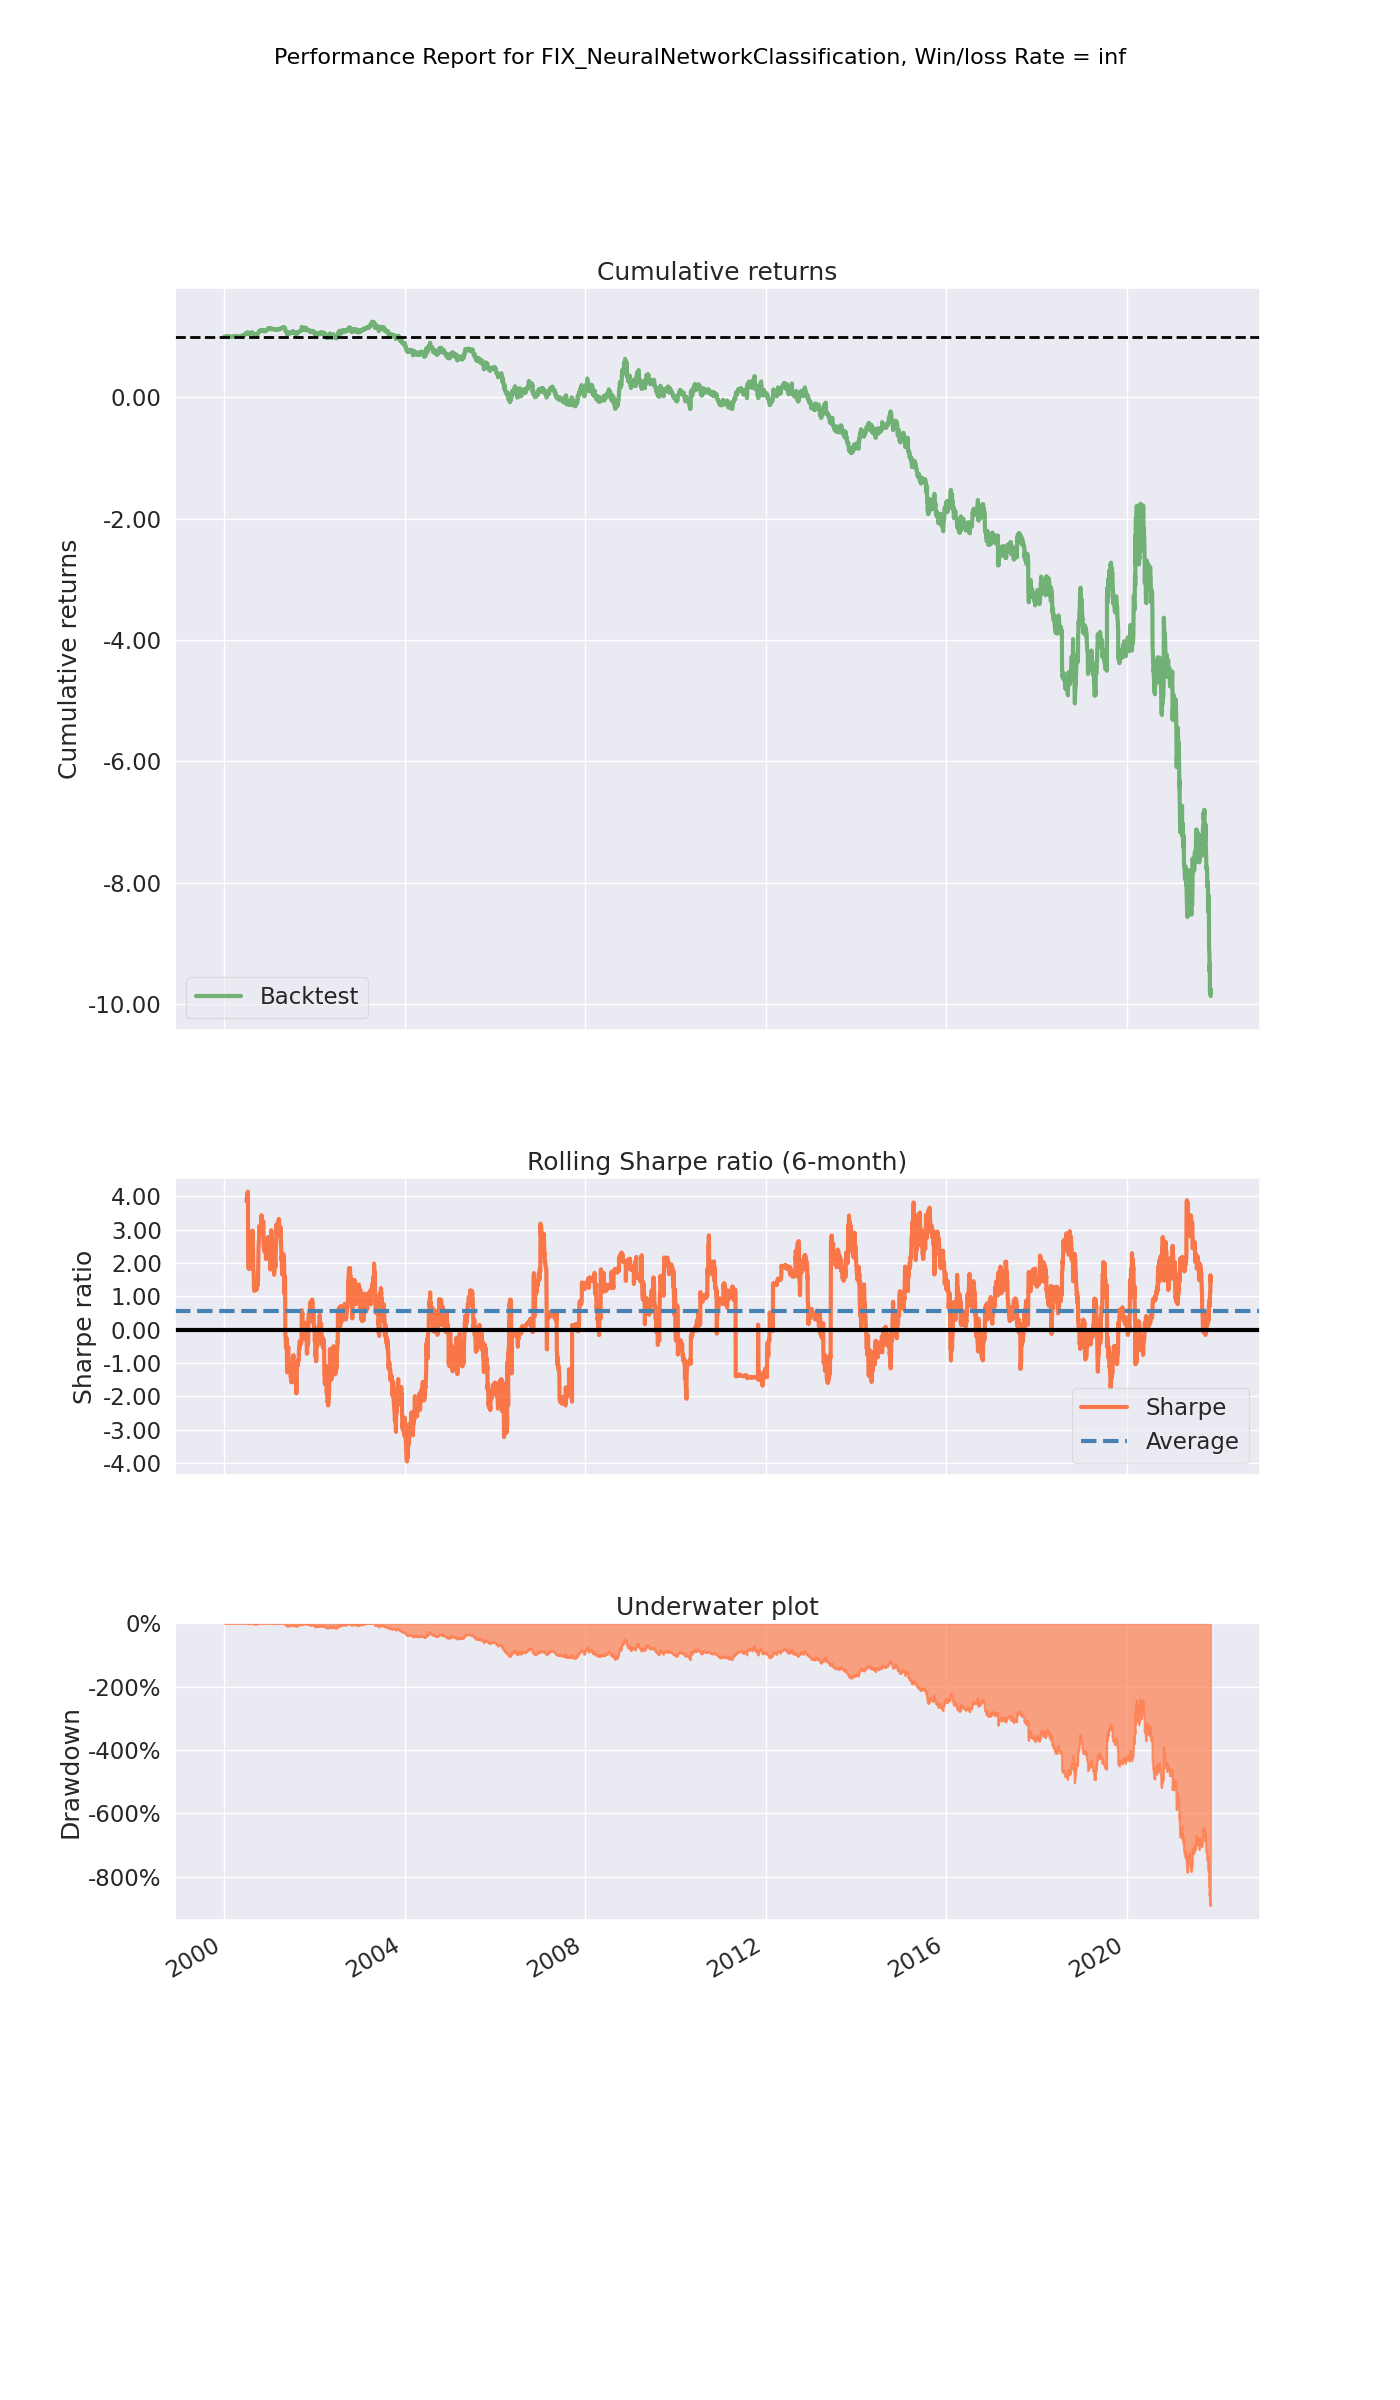 Performance Report for FIX_NeuralNetworkClassification, Win/loss Rate = inf
Cumulative returns
Cumulative returns
0.00
-2.00
-4.00
-6.00
-8.00
-10.00
Backtest
Rolling Sharpe ratio (6-month)
Sharpe ratio
4.00
3.00
2.00
1.00
0.00
-1.00
-2.00
-3.00
-4.00
Sharpe
Average
Underwater plot
Drawdown
0%
-200%
-400%
-600%
-800%
2000
2004
2008
2012
2016
2020